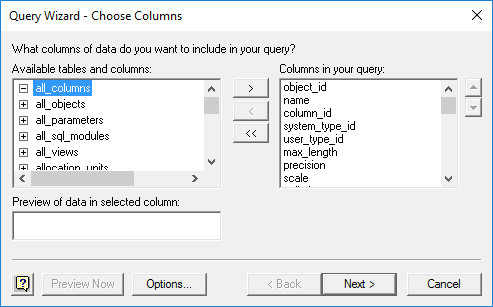 Query Wizard - Choose Columns
What columns of data do you want to include in your query?
Available tables and columns:
all_columns
all_objects
all_parameters
all_sql_modules
all_views
allocation_units
>
<
<<
Columns in your query:
object_id
name
column_id
system_type_id
user_type_id
max_length
precision
scale
Preview of data in selected column:
?
Preview Now
Options...
< Back
Next >
Cancel